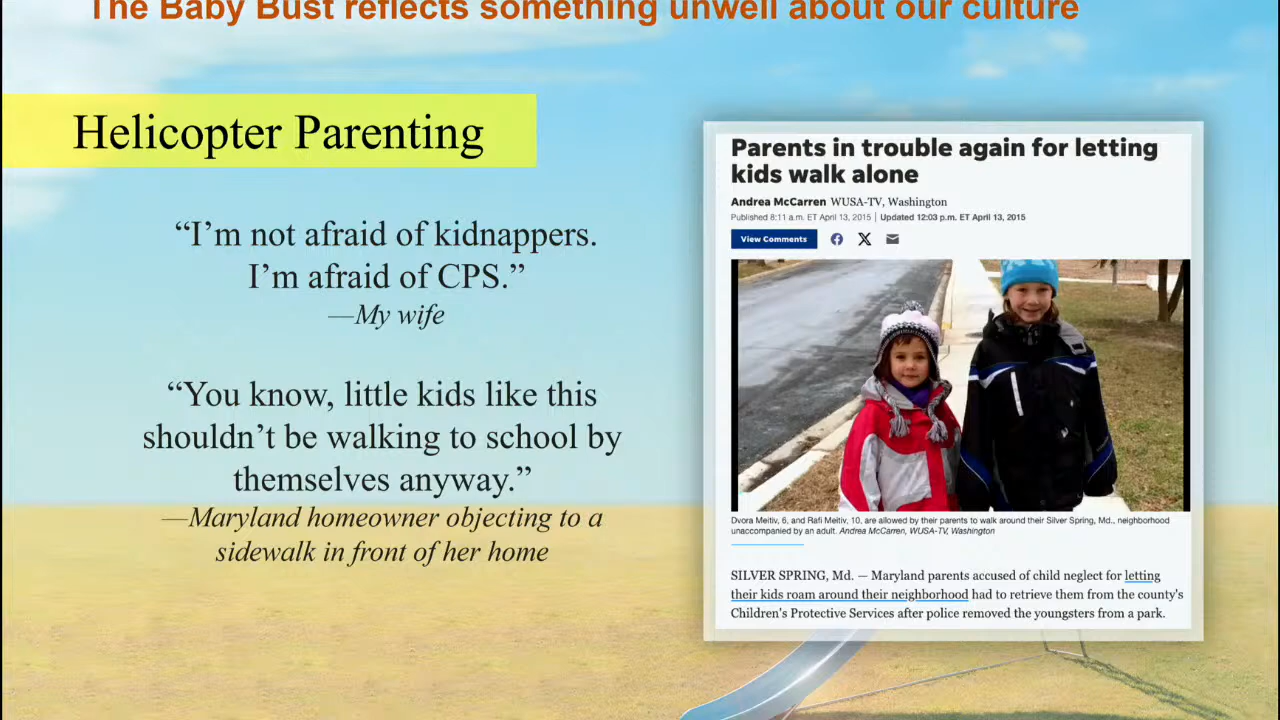 The Baby Bust reflects something unwell about our culture
Helicopter Parenting
“I’m not afraid of kidnappers.
I’m afraid of CPS.”
—My wife
“You know, little kids like this
shouldn’t be walking to school by
themselves anyway.”
—Maryland homeowner objecting to a
sidewalk in front of her home
Parents in trouble again for letting
kids walk alone
Andrea McCarren WUSA-TV, Washington
Published 8:11 a.m. ET April 13, 2015 | Updated 12:03 p.m. ET April 13, 2015
View Comments
Dvora Meitiv, 6, and Rafi Meitiv, 10, are allowed by their parents to walk around their Silver Spring, Md., neighborhood
unaccompanied by an adult. Andrea McCarren, WUSA-TV, Washington
SILVER SPRING, Md. — Maryland parents accused of child neglect for letting
their kids roam around their neighborhood had to retrieve them from the county's
Children's Protective Services after police removed the youngsters from a park.